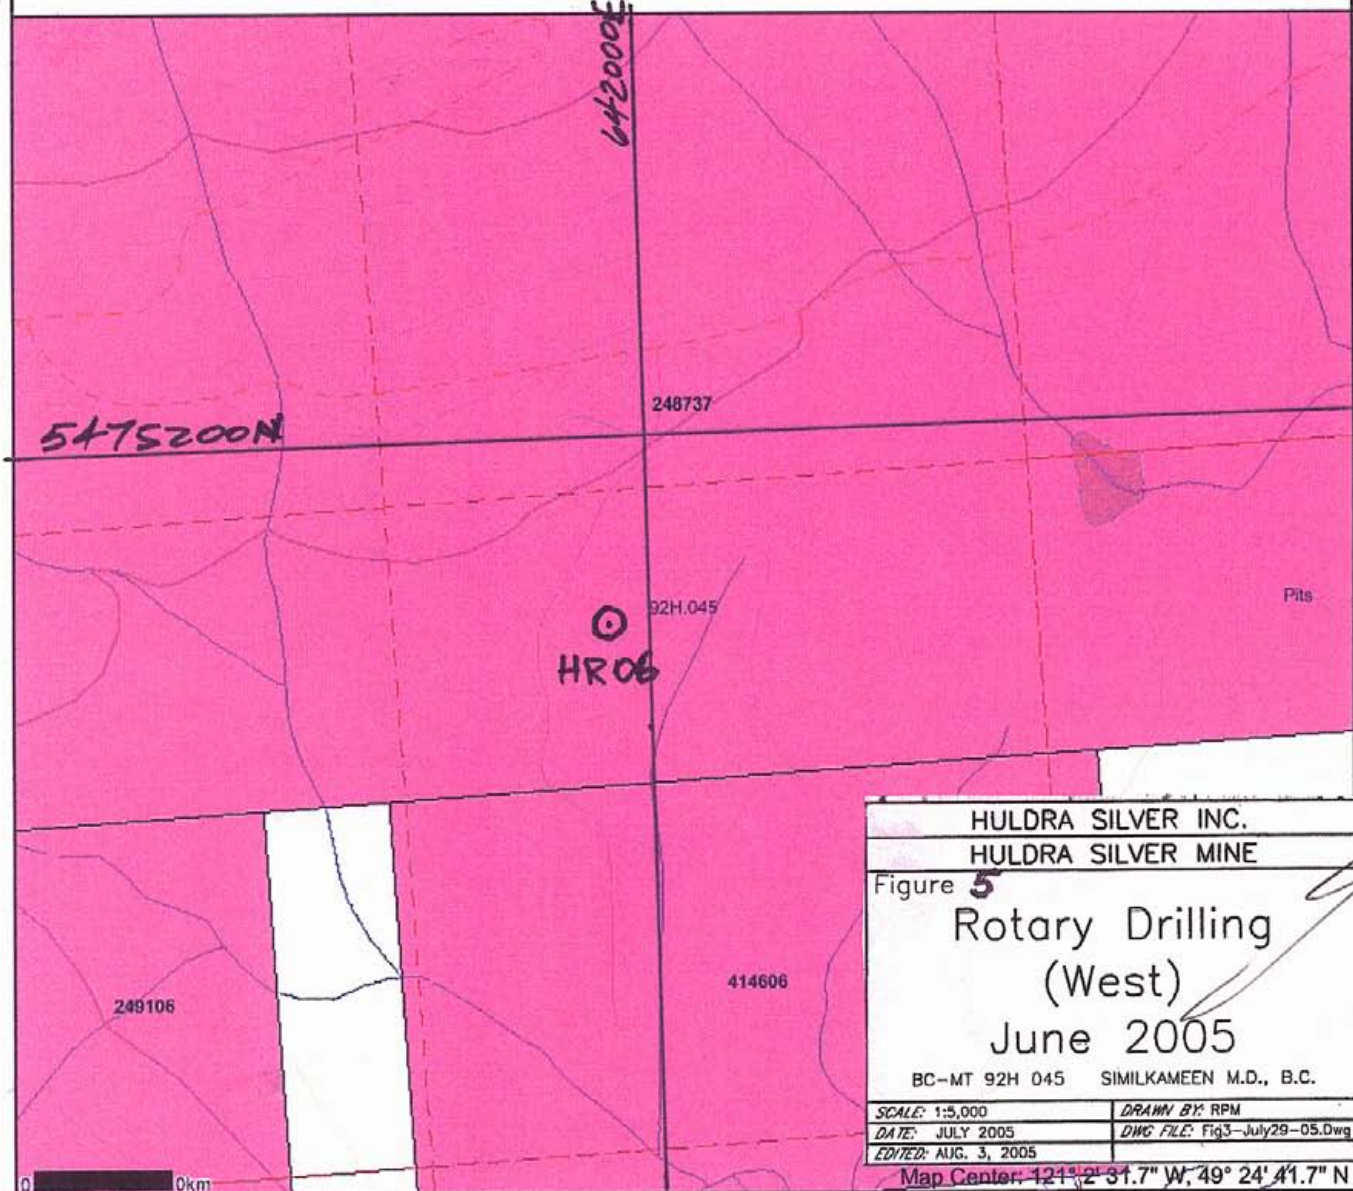 642000E
248737
5475200N
92H.045
Pits
HR06
HULDRA SILVER INC.
HULDRA SILVER MINE
Figure 5
Rotary Drilling
(West)
June 2005
BC-MT 92H 045 SIMILKAMEEN M.D., B.C.
SCALE: 1:5,000 DRAWN BY: RPM
DATE: JULY 2005 DWG FILE: Fig3-July29-05.Dwg
EDITED: AUG. 3, 2005
414606
249106
0 0km
Map Center: 121° 2' 31.7" W, 49° 24' 41.7" N